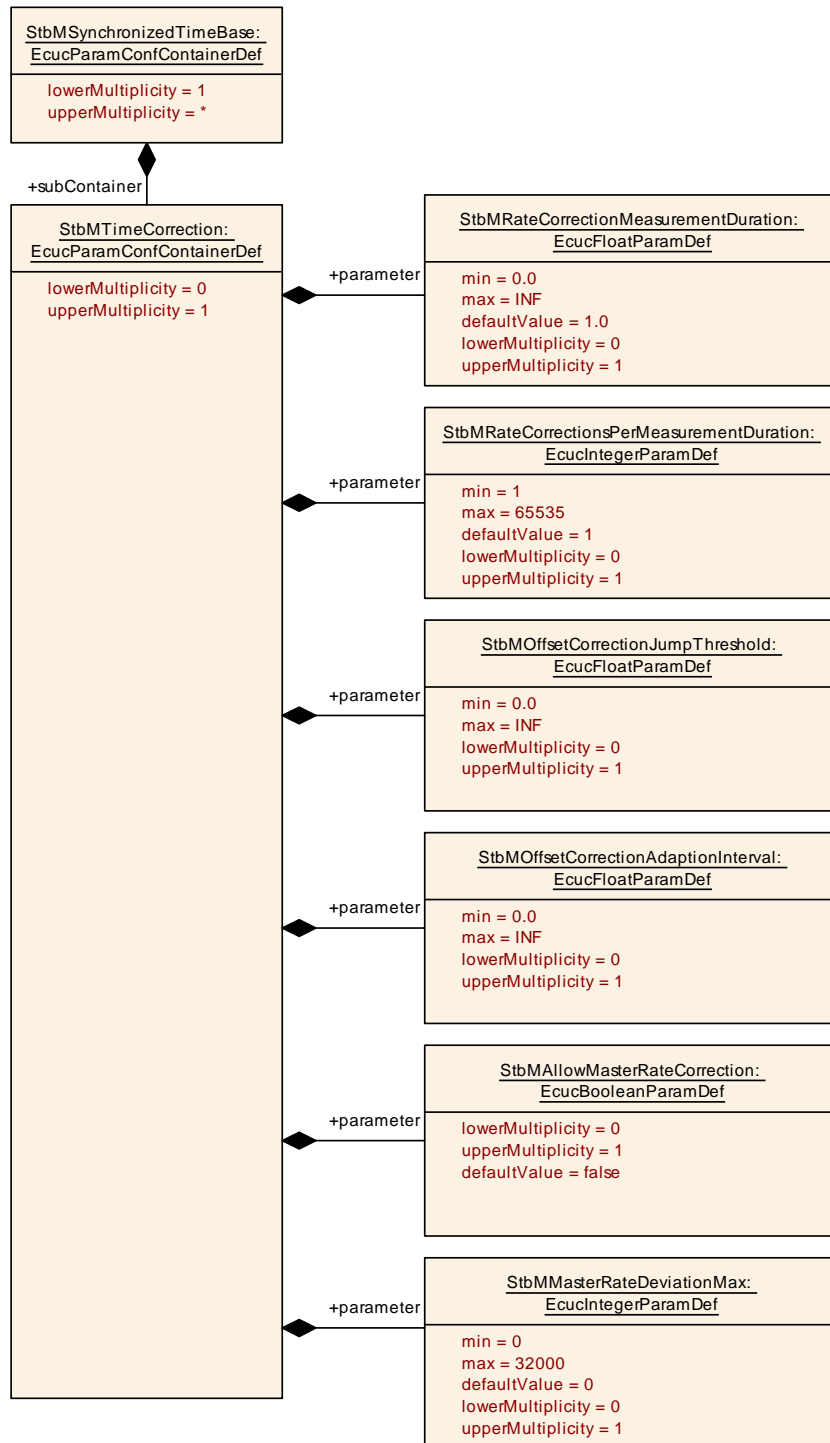 StbMSynchronizedTimeBase:
EcucParamConfContainerDef
lowerMultiplicity = 1
upperMultiplicity = *
+subContainer
StbMTimeCorrection:
EcucParamConfContainerDef
lowerMultiplicity = 0
upperMultiplicity = 1
+parameter
StbMRateCorrectionMeasurementDuration:
EcucFloatParamDef
min = 0.0
max = INF
defaultValue = 1.0
lowerMultiplicity = 0
upperMultiplicity = 1
+parameter
StbMRateCorrectionsPerMeasurementDuration:
EcucIntegerParamDef
min = 1
max = 65535
defaultValue = 1
lowerMultiplicity = 0
upperMultiplicity = 1
+parameter
StbMOffsetCorrectionJumpThreshold:
EcucFloatParamDef
min = 0.0
max = INF
lowerMultiplicity = 0
upperMultiplicity = 1
+parameter
StbMOffsetCorrectionAdaptionInterval:
EcucFloatParamDef
min = 0.0
max = INF
lowerMultiplicity = 0
upperMultiplicity = 1
+parameter
StbMAllowMasterRateCorrection:
EcucBooleanParamDef
lowerMultiplicity = 0
upperMultiplicity = 1
defaultValue = false
+parameter
StbMMasterRateDeviationMax:
EcucIntegerParamDef
min = 0
max = 32000
defaultValue = 0
lowerMultiplicity = 0
upperMultiplicity = 1